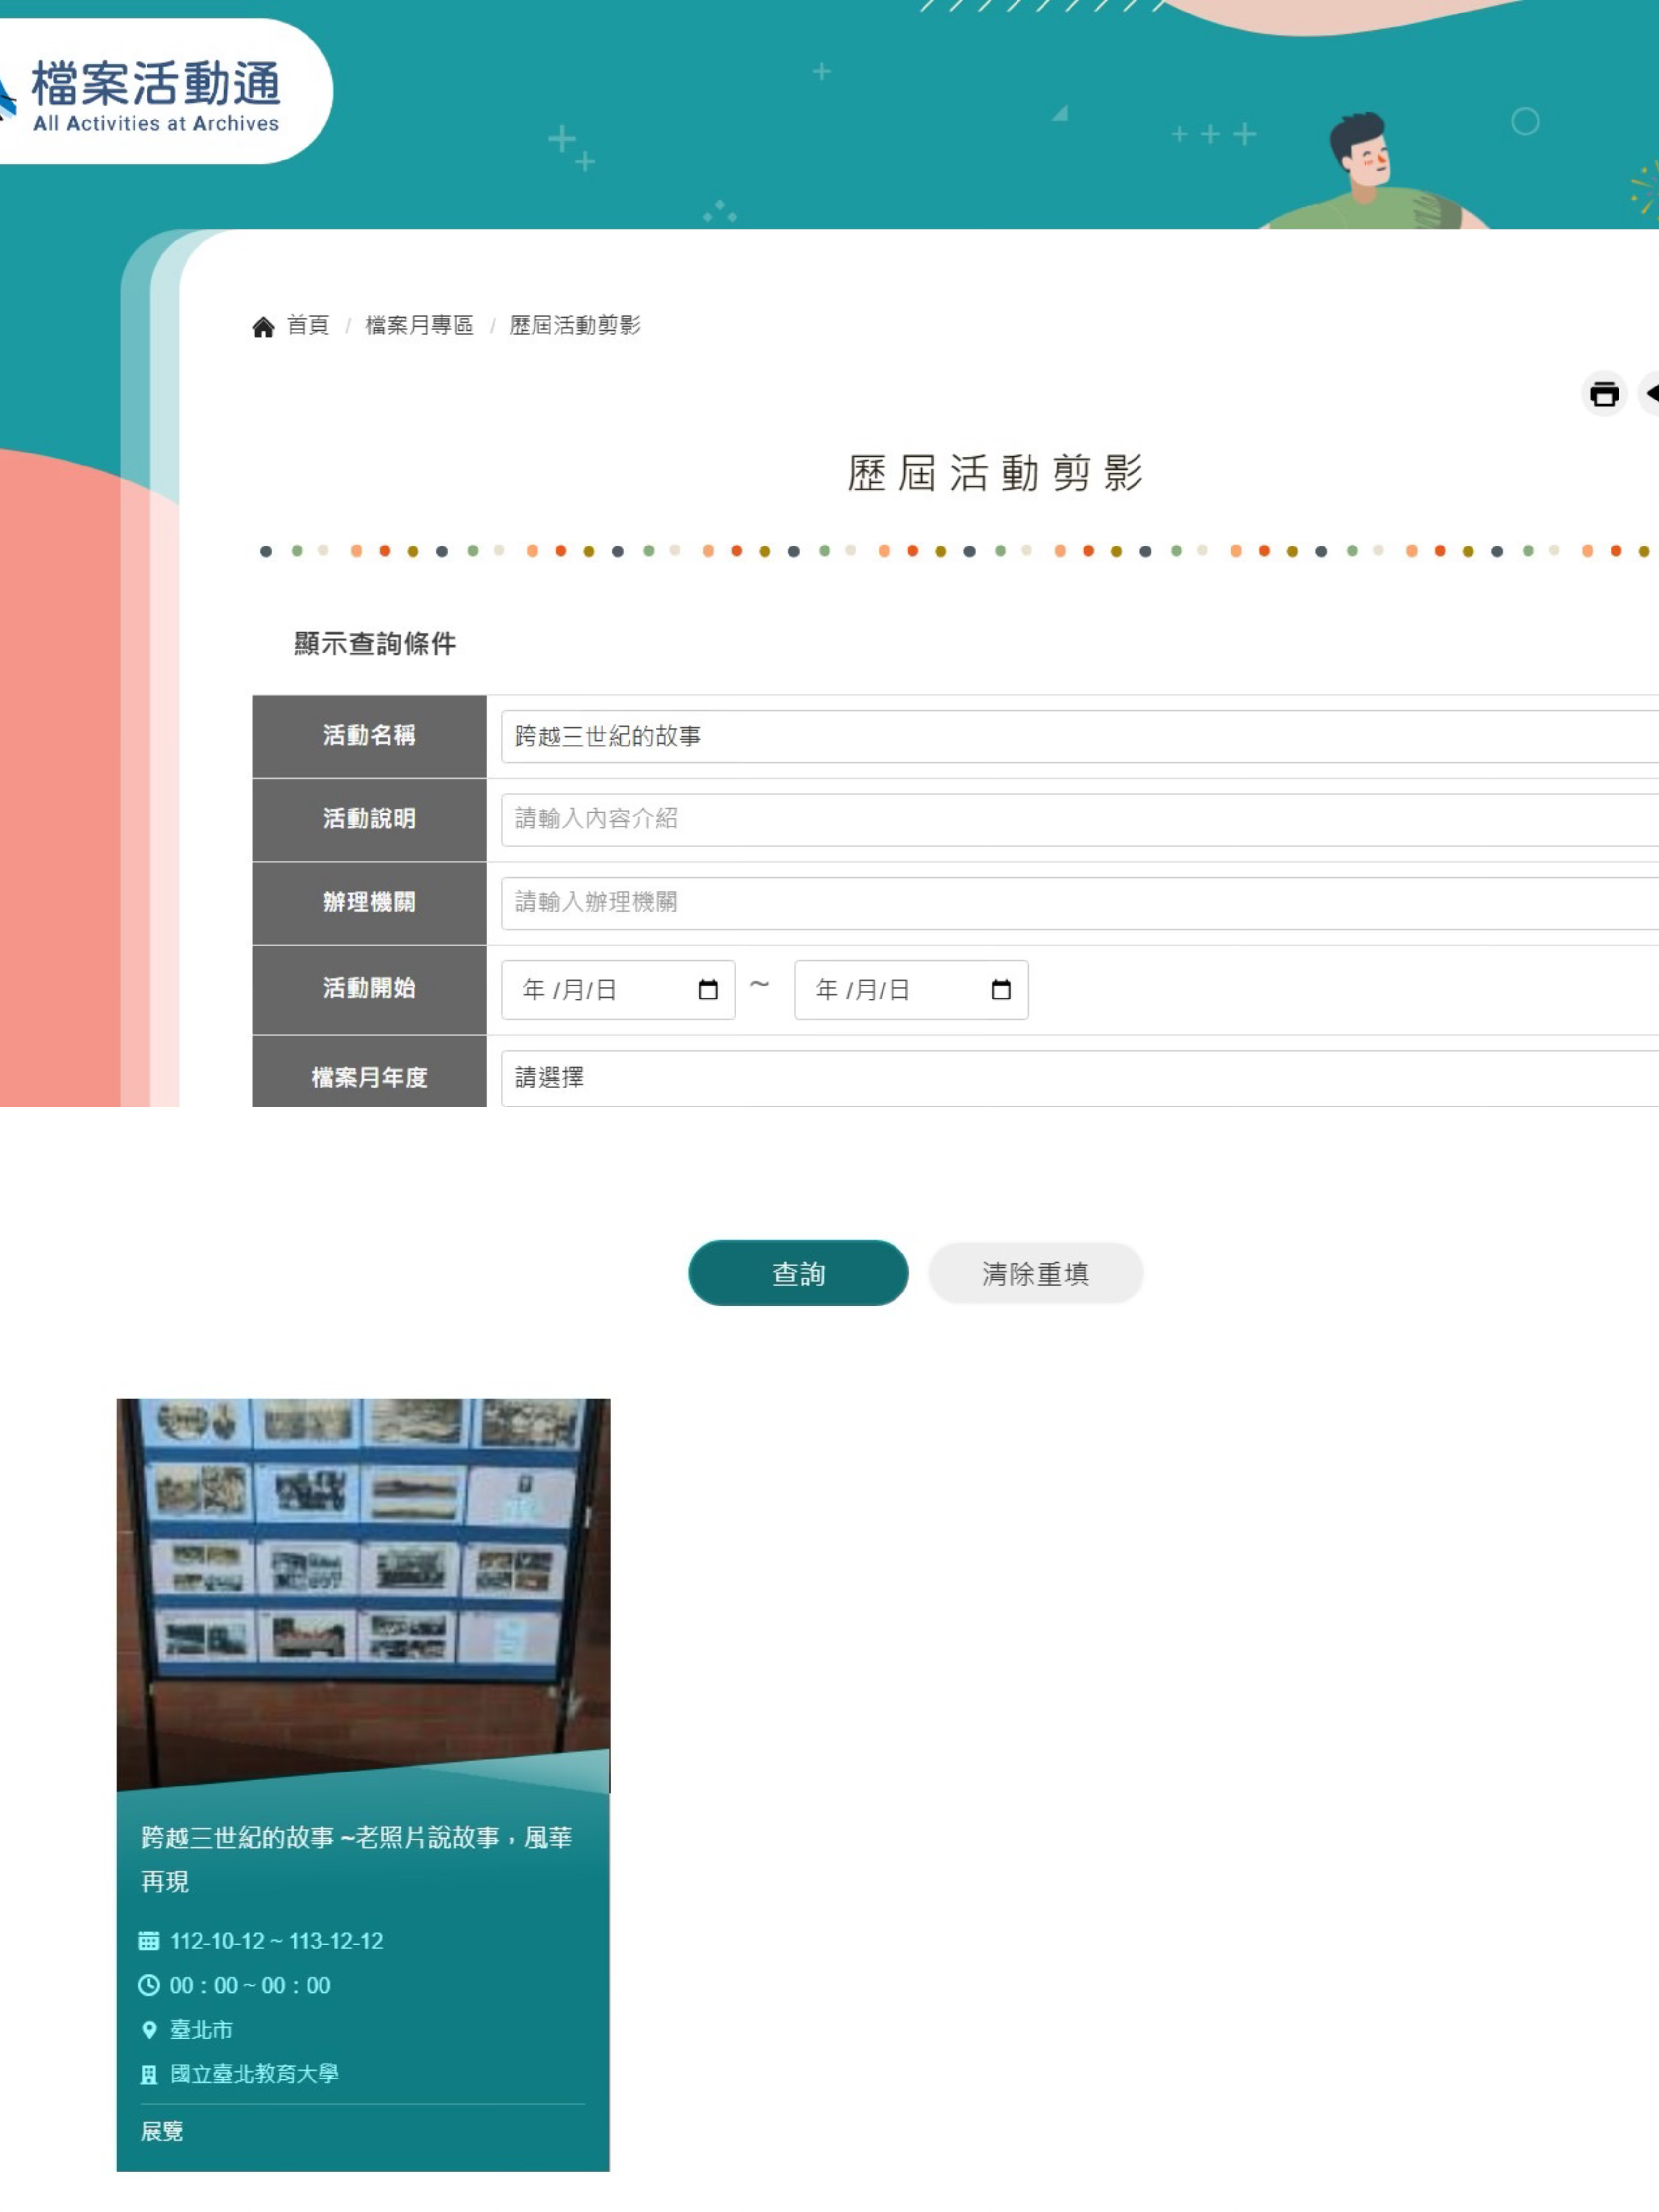 檔案活動通
All Activities at Archives
首頁 / 檔案月專區 / 歷屆活動剪影
歷屆活動剪影
顯示查詢條件
活動名稱 跨越三世紀的故事
活動說明 請輸入內容介紹
辦理機關 請輸入辦理機關
活動開始 年 /月/日 ~ 年 /月/日
檔案月年度 請選擇
查詢 清除重填
跨越三世紀的故事 ~老照片說故事，風華
再現
112-10-12 ~ 113-12-12
00：00 ~ 00：00
臺北市
國立臺北教育大學
展覽